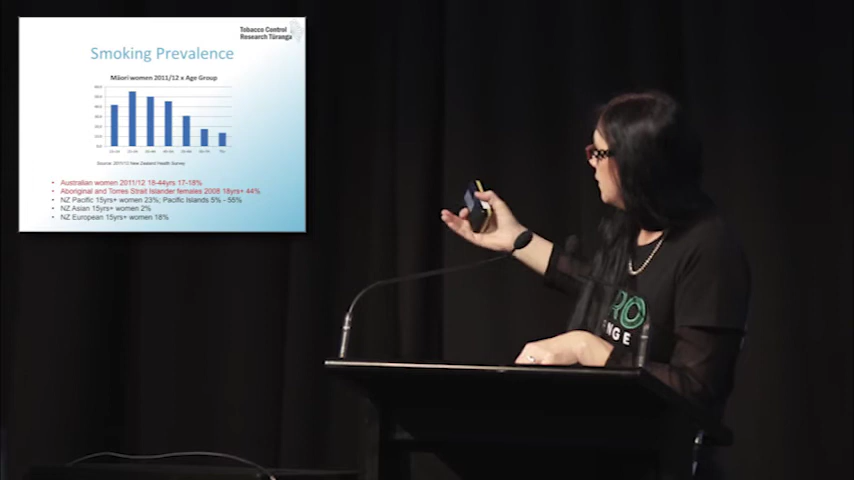 Tobacco Control
Research Tūranga
Smoking Prevalence
Māori women 2011/12 x Age Group
Source: 2011/12 New Zealand Health Survey
• Australian women 2011/12 18-44yrs 17-18%
• Aboriginal and Torres Strait Islander females 2008 18yrs+ 44%
• NZ Pacific 15yrs+ women 23%; Pacific Islands 5% - 55%
• NZ Asian 15yrs+ women 2%
• NZ European 15yrs+ women 18%
RO
NGE